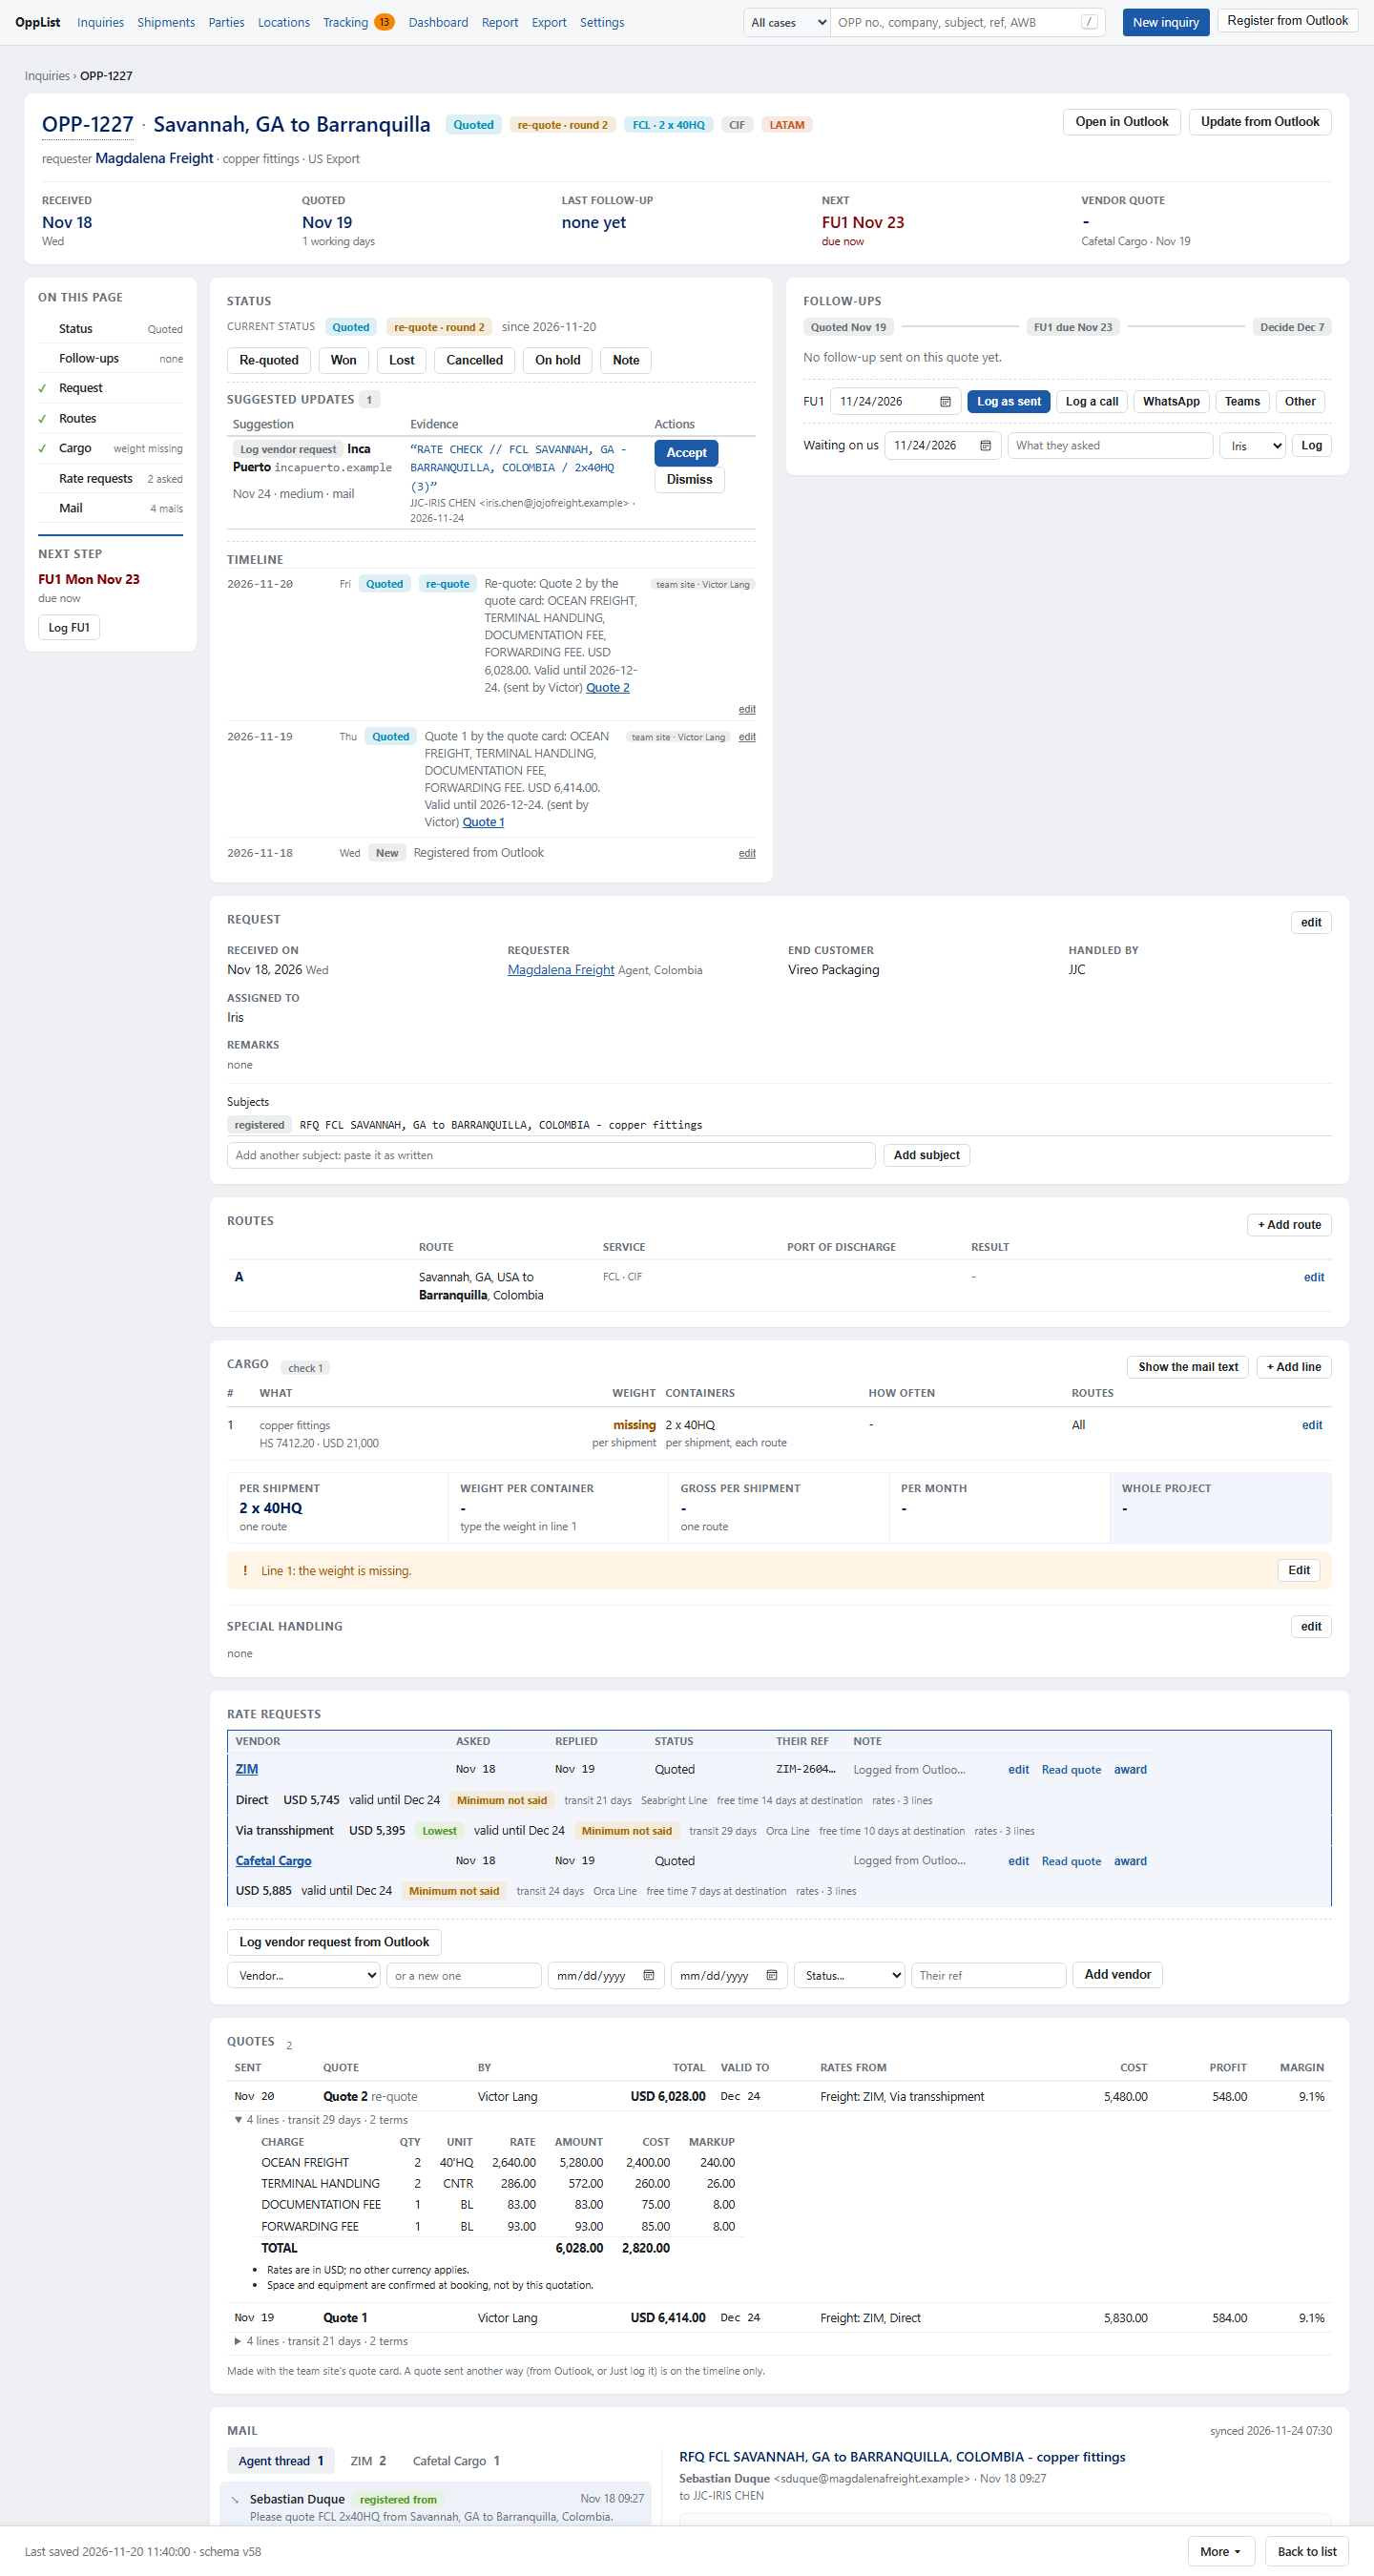 OppList Inquiries Shipments Parties Locations Tracking 13 Dashboard Report Export Settings All cases OPP no., company, subject, ref, AWB / New inquiry Register from Outlook
Inquiries › OPP-1227
OPP-1227 · Savannah, GA to Barranquilla Quoted re-quote · round 2 FCL · 2 x 40HQ CIF LATAM Open in Outlook Update from Outlook
requester Magdalena Freight · copper fittings · US Export
RECEIVED QUOTED LAST FOLLOW-UP NEXT VENDOR QUOTE
Nov 18 Nov 19 none yet FU1 Nov 23 -
Wed 1 working days due now Cafetal Cargo · Nov 19
ON THIS PAGE
Status Quoted
Follow-ups none
✓ Request
✓ Routes
✓ Cargo weight missing
Rate requests 2 asked
Mail 4 mails
NEXT STEP
FU1 Mon Nov 23
due now
Log FU1
STATUS
CURRENT STATUS Quoted re-quote · round 2 since 2026-11-20
Re-quoted Won Lost Cancelled On hold Note
SUGGESTED UPDATES 1
Suggestion Evidence Actions
Log vendor request Inca
Puerto incapuerto.example
Nov 24 · medium · mail
“RATE CHECK // FCL SAVANNAH, GA -
BARRANQUILLA, COLOMBIA / 2x40HQ
(3)”
JJC-IRIS CHEN <iris.chen@jojofreight.example> ·
2026-11-24
Accept
Dismiss
TIMELINE
2026-11-20 Fri Quoted re-quote Re-quote: Quote 2 by the team site · Victor Lang
quote card: OCEAN FREIGHT,
TERMINAL HANDLING,
DOCUMENTATION FEE,
FORWARDING FEE. USD
6,028.00. Valid until 2026-12-
24. (sent by Victor) Quote 2
edit
2026-11-19 Thu Quoted Quote 1 by the quote card: OCEAN team site · Victor Lang edit
FREIGHT, TERMINAL HANDLING,
DOCUMENTATION FEE,
FORWARDING FEE. USD 6,414.00.
Valid until 2026-12-24. (sent by
Victor) Quote 1
2026-11-18 Wed New Registered from Outlook edit
FOLLOW-UPS
Quoted Nov 19 FU1 due Nov 23 Decide Dec 7
No follow-up sent on this quote yet.
FU1 11/24/2026 Log as sent Log a call WhatsApp Teams Other
Waiting on us 11/24/2026 What they asked Iris Log
REQUEST edit
RECEIVED ON REQUESTER END CUSTOMER HANDLED BY
Nov 18, 2026 Wed Magdalena Freight Agent, Colombia Vireo Packaging JJC
ASSIGNED TO
Iris
REMARKS
none
Subjects
registered RFQ FCL SAVANNAH, GA to BARRANQUILLA, COLOMBIA - copper fittings
Add another subject: paste it as written Add subject
ROUTES + Add route
ROUTE SERVICE PORT OF DISCHARGE RESULT
A Savannah, GA, USA to FCL · CIF - edit
Barranquilla, Colombia
CARGO check 1 Show the mail text + Add line
# WHAT WEIGHT CONTAINERS HOW OFTEN ROUTES
1 copper fittings missing 2 x 40HQ - All edit
HS 7412.20 · USD 21,000 per shipment per shipment, each route
PER SHIPMENT WEIGHT PER CONTAINER GROSS PER SHIPMENT PER MONTH WHOLE PROJECT
2 x 40HQ - - - -
one route type the weight in line 1 one route
! Line 1: the weight is missing. Edit
SPECIAL HANDLING edit
none
RATE REQUESTS
VENDOR ASKED REPLIED STATUS THEIR REF NOTE
ZIM Nov 18 Nov 19 Quoted ZIM-2604… Logged from Outloo… edit Read quote award
Direct USD 5,745 valid until Dec 24 Minimum not said transit 21 days Seabright Line free time 14 days at destination rates · 3 lines
Via transshipment USD 5,395 Lowest valid until Dec 24 Minimum not said transit 29 days Orca Line free time 10 days at destination rates · 3 lines
Cafetal Cargo Nov 18 Nov 19 Quoted Logged from Outloo… edit Read quote award
USD 5,885 valid until Dec 24 Minimum not said transit 24 days Orca Line free time 7 days at destination rates · 3 lines
Log vendor request from Outlook
Vendor... or a new one mm/dd/yyyy mm/dd/yyyy Status... Their ref Add vendor
QUOTES 2
SENT QUOTE BY TOTAL VALID TO RATES FROM COST PROFIT MARGIN
Nov 20 Quote 2 re-quote Victor Lang USD 6,028.00 Dec 24 Freight: ZIM, Via transshipment 5,480.00 548.00 9.1%
▼ 4 lines · transit 29 days · 2 terms
CHARGE QTY UNIT RATE AMOUNT COST MARKUP
OCEAN FREIGHT 2 40'HQ 2,640.00 5,280.00 2,400.00 240.00
TERMINAL HANDLING 2 CNTR 286.00 572.00 260.00 26.00
DOCUMENTATION FEE 1 BL 83.00 83.00 75.00 8.00
FORWARDING FEE 1 BL 93.00 93.00 85.00 8.00
TOTAL 6,028.00 2,820.00
• Rates are in USD; no other currency applies.
• Space and equipment are confirmed at booking, not by this quotation.
Nov 19 Quote 1 Victor Lang USD 6,414.00 Dec 24 Freight: ZIM, Direct 5,830.00 584.00 9.1%
▶ 4 lines · transit 21 days · 2 terms
Made with the team site's quote card. A quote sent another way (from Outlook, or Just log it) is on the timeline only.
MAIL synced 2026-11-24 07:30
Agent thread 1 ZIM 2 Cafetal Cargo 1
Sebastian Duque registered from Nov 18 09:27
Please quote FCL 2x40HQ from Savannah, GA to Barranquilla, Colombia.
RFQ FCL SAVANNAH, GA to BARRANQUILLA, COLOMBIA - copper fittings
Sebastian Duque <sduque@magdalenafreight.example> · Nov 18 09:27
to JJC-IRIS CHEN
Last saved 2026-11-20 11:40:00 · schema v58 More Back to list